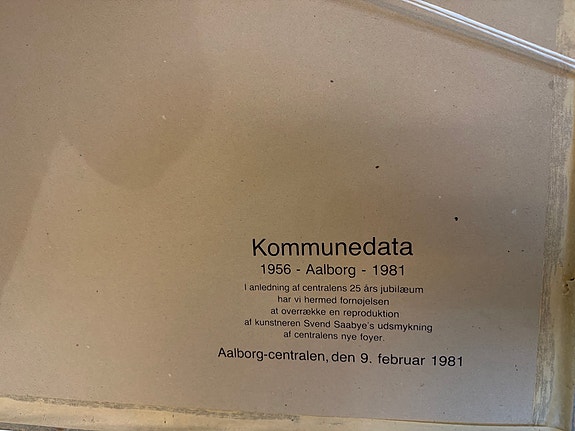 Kommunedata
1956 - Aalborg - 1981
I anledning af centralens 25 års jubilæum
har vi hermed fornøjelsen
at overrække en reproduktion
af kunstneren Svend Saabye's udsmykning
af centralens nye foyer.
Aalborg-centralen, den 9. februar 1981